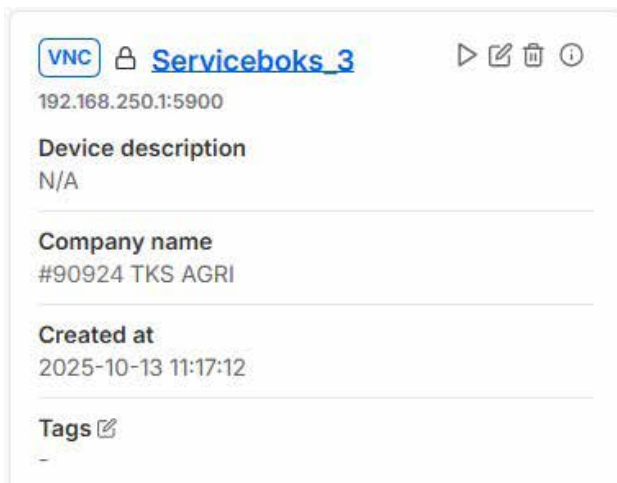 VNC Serviceboks_3
192.168.250.1:5900
Device description
N/A
Company name
#90924 TKS AGRI
Created at
2025-10-13 11:17:12
Tags
-